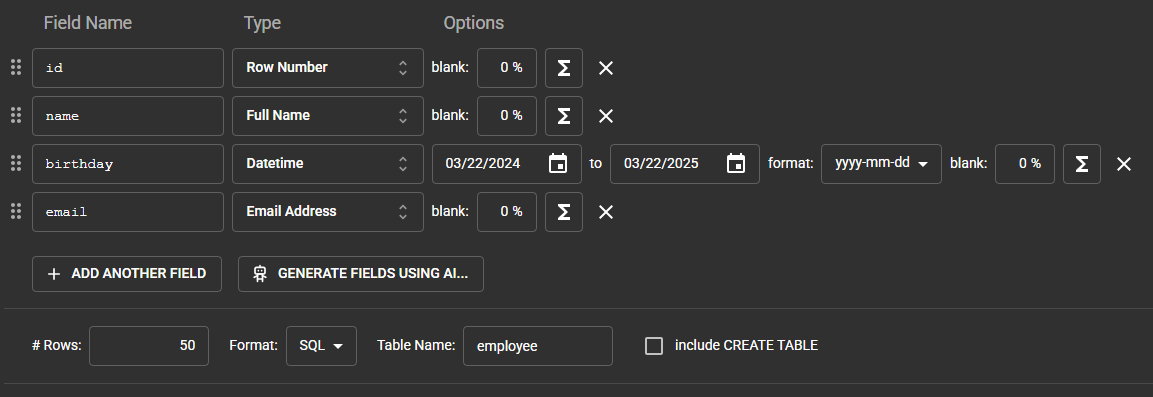 Field Name Type Options
id Row Number blank: 0 % Σ
name Full Name blank: 0 % Σ
birthday Datetime 03/22/2024 to 03/22/2025 format: yyyy-mm-dd blank: 0 % Σ
email Email Address blank: 0 % Σ
+ ADD ANOTHER FIELD GENERATE FIELDS USING AI...
# Rows: 50 Format: SQL Table Name: employee include CREATE TABLE